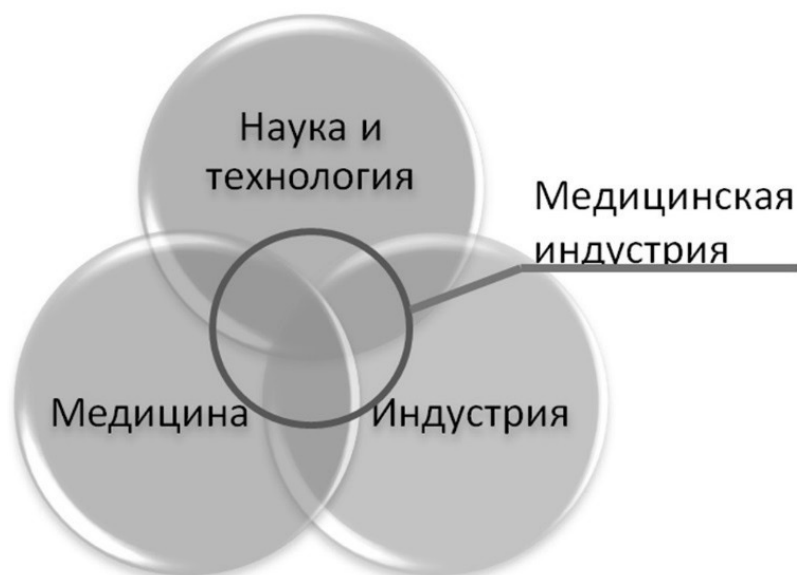 Наука и
технология
Медицинская
индустрия
Медицина
Индустрия